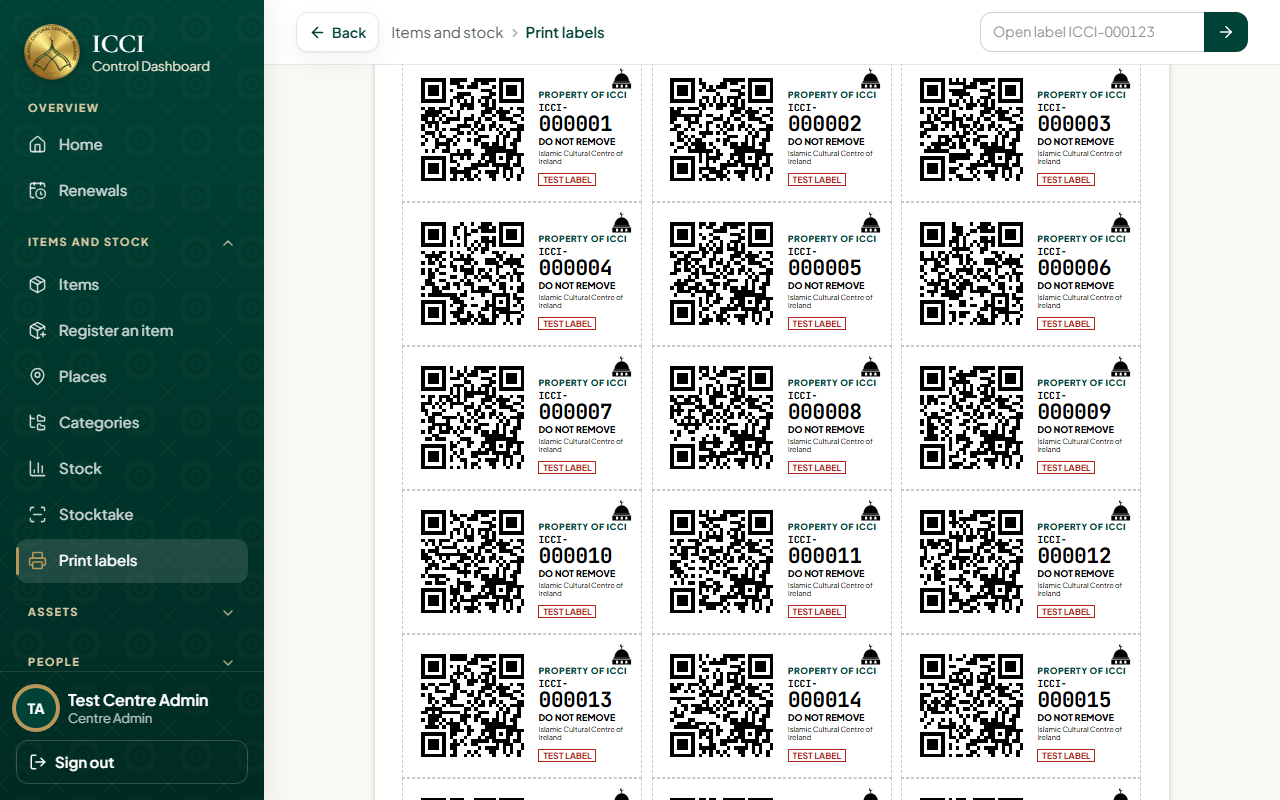 ICCI
Control Dashboard
OVERVIEW
Home
Renewals
ITEMS AND STOCK
Items
Register an item
Places
Categories
Stock
Stocktake
Print labels
ASSETS
PEOPLE
TA
Test Centre Admin
Centre Admin
Sign out
Back
Items and stock > Print labels
Open label ICCI-000123
PROPERTY OF ICCI
ICCI-
000001
DO NOT REMOVE
Islamic Cultural Centre of
Ireland
TEST LABEL
PROPERTY OF ICCI
ICCI-
000002
DO NOT REMOVE
Islamic Cultural Centre of
Ireland
TEST LABEL
PROPERTY OF ICCI
ICCI-
000003
DO NOT REMOVE
Islamic Cultural Centre of
Ireland
TEST LABEL
PROPERTY OF ICCI
ICCI-
000004
DO NOT REMOVE
Islamic Cultural Centre of
Ireland
TEST LABEL
PROPERTY OF ICCI
ICCI-
000005
DO NOT REMOVE
Islamic Cultural Centre of
Ireland
TEST LABEL
PROPERTY OF ICCI
ICCI-
000006
DO NOT REMOVE
Islamic Cultural Centre of
Ireland
TEST LABEL
PROPERTY OF ICCI
ICCI-
000007
DO NOT REMOVE
Islamic Cultural Centre of
Ireland
TEST LABEL
PROPERTY OF ICCI
ICCI-
000008
DO NOT REMOVE
Islamic Cultural Centre of
Ireland
TEST LABEL
PROPERTY OF ICCI
ICCI-
000009
DO NOT REMOVE
Islamic Cultural Centre of
Ireland
TEST LABEL
PROPERTY OF ICCI
ICCI-
000010
DO NOT REMOVE
Islamic Cultural Centre of
Ireland
TEST LABEL
PROPERTY OF ICCI
ICCI-
000011
DO NOT REMOVE
Islamic Cultural Centre of
Ireland
TEST LABEL
PROPERTY OF ICCI
ICCI-
000012
DO NOT REMOVE
Islamic Cultural Centre of
Ireland
TEST LABEL
PROPERTY OF ICCI
ICCI-
000013
DO NOT REMOVE
Islamic Cultural Centre of
Ireland
TEST LABEL
PROPERTY OF ICCI
ICCI-
000014
DO NOT REMOVE
Islamic Cultural Centre of
Ireland
TEST LABEL
PROPERTY OF ICCI
ICCI-
000015
DO NOT REMOVE
Islamic Cultural Centre of
Ireland
TEST LABEL